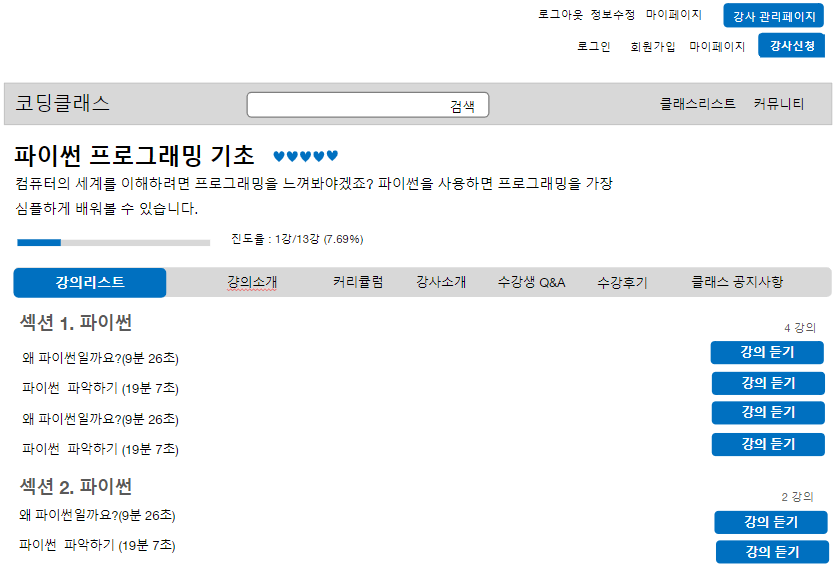 로그아웃 정보수정 마이페이지 강사 관리페이지
로그인 회원가입 마이페이지 강사신청
코딩클래스 검색 클래스리스트 커뮤니티
파이썬 프로그래밍 기초 ♥♥♥♥♥
컴퓨터의 세계를 이해하려면 프로그래밍을 느껴봐야겠죠? 파이썬을 사용하면 프로그래밍을 가장
심플하게 배워볼 수 있습니다.
진도율 : 1강/13강 (7.69%)
강의리스트 강의소개 커리큘럼 강사소개 수강생 Q&A 수강후기 클래스 공지사항
섹션 1. 파이썬 4 강의
왜 파이썬일까요?(9분 26초) 강의 듣기
파이썬 파악하기 (19분 7초) 강의 듣기
왜 파이썬일까요?(9분 26초) 강의 듣기
파이썬 파악하기 (19분 7초) 강의 듣기
섹션 2. 파이썬 2 강의
왜 파이썬일까요?(9분 26초) 강의 듣기
파이썬 파악하기 (19분 7초) 강의 듣기